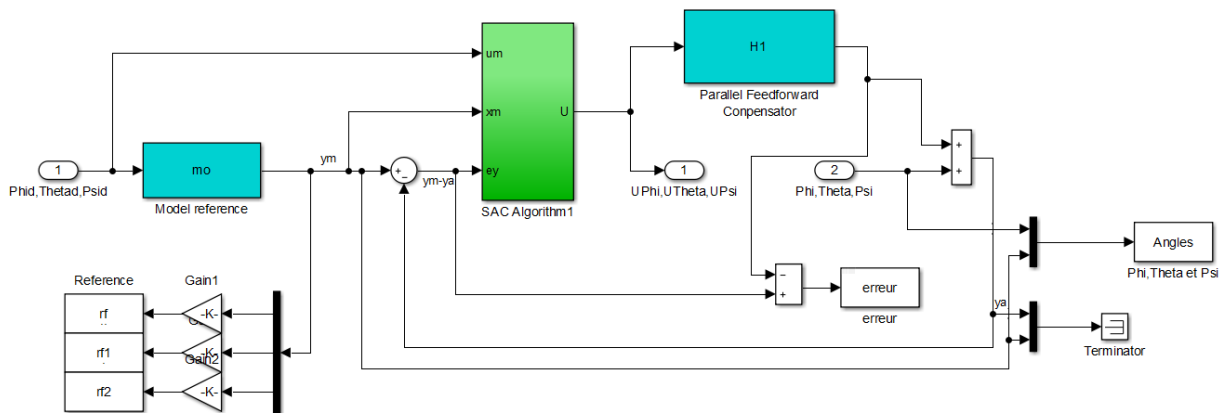 H1
um
Parallel Feedforward
Conpensator
xm
U
ym
1
mo
+
−
ym-ya
ey
1
2
+
+
Phid,Thetad,Psid
Model reference
SAC Algorithm1
UPhi,UTheta,UPsi
Phi,Theta,Psi
Angles
Phi,Theta et Psi
Reference
Gain1
−
+
erreur
erreur
ya
rf
-K-
rf1
-K-
Gain2
rf2
-K-
Terminator